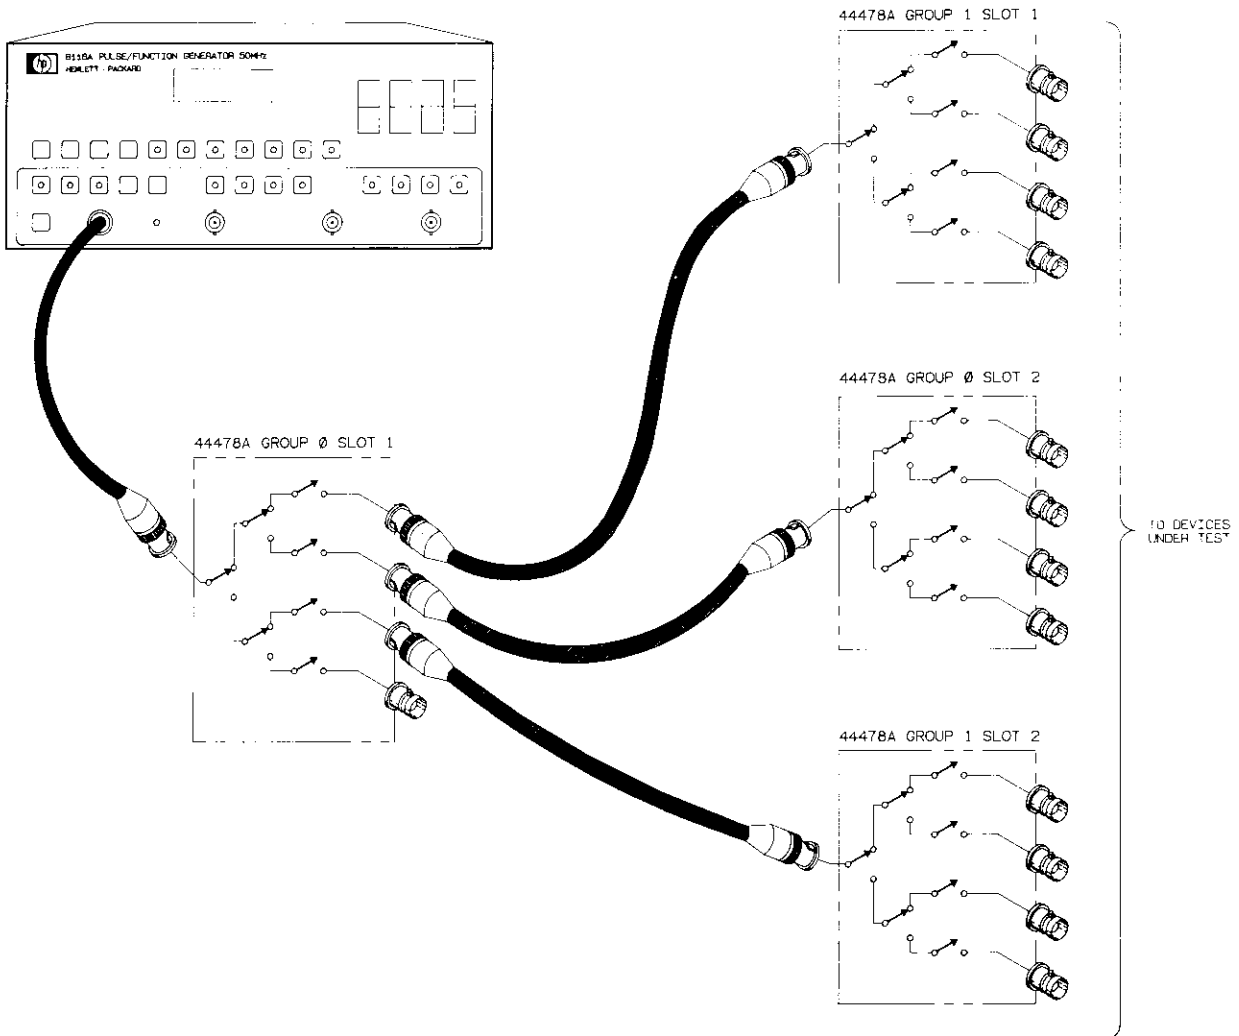 44478A GROUP 1 SLOT 1
hp
8116A PULSE/FUNCTION GENERATOR 50MHz
HEWLETT - PACKARD
44478A GROUP Ø SLOT 2
44478A GROUP Ø SLOT 1
TO DEVICES
UNDER TEST
44478A GROUP 1 SLOT 2